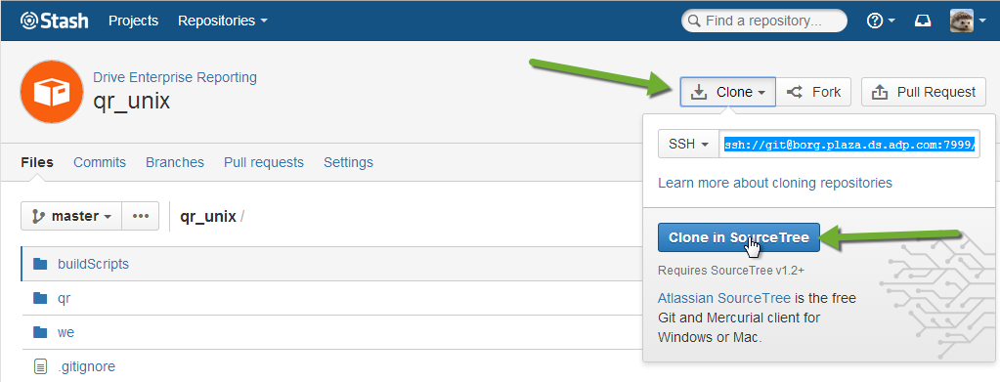 Stash Projects Repositories Find a repository...
Drive Enterprise Reporting
qr_unix
Clone Fork Pull Request
SSH ssh://git@borg.plaza.ds.adp.com:7999/
Learn more about cloning repositories
Files Commits Branches Pull requests Settings
master ••• qr_unix /
Clone in SourceTree
Requires SourceTree v1.2+
Atlassian SourceTree is the free
Git and Mercurial client for
Windows or Mac.
buildScripts
qr
we
.gitignore